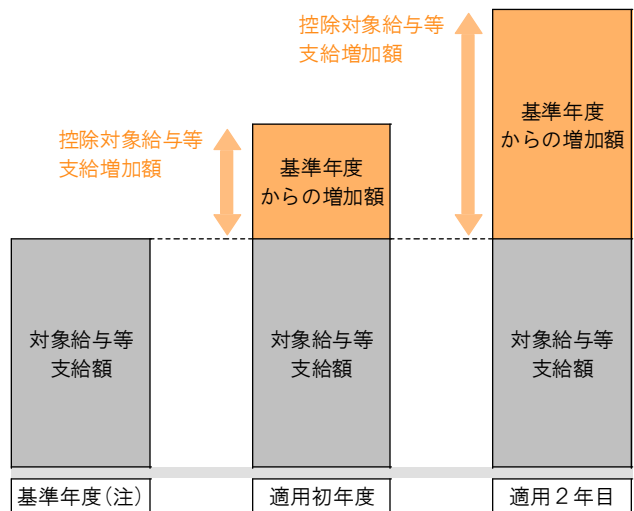 控除対象給与等
支給増加額
控除対象給与等
支給増加額
基準年度
からの増加額
基準年度
からの増加額
対象給与等
支給額
対象給与等
支給額
対象給与等
支給額
基準年度(注)
適用初年度
適用2年目